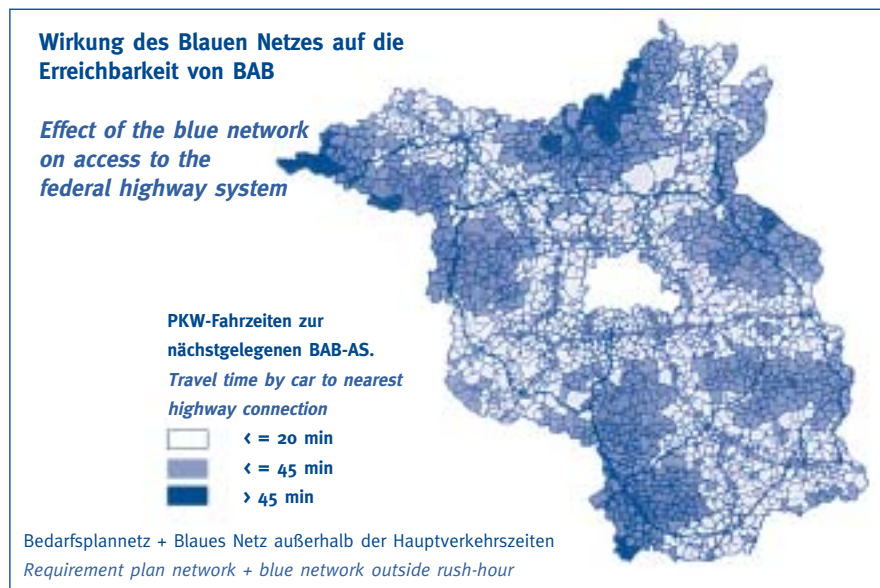 Wirkung des Blauen Netzes auf die
Erreichbarkeit von BAB
Effect of the blue network
on access to the
federal highway system
PKW-Fahrzeiten zur
nächstgelegenen BAB-AS.
Travel time by car to nearest
highway connection
< = 20 min
< = 45 min
> 45 min
Bedarfsplannetz + Blaues Netz außerhalb der Hauptverkehrszeiten
Requirement plan network + blue network outside rush-hour